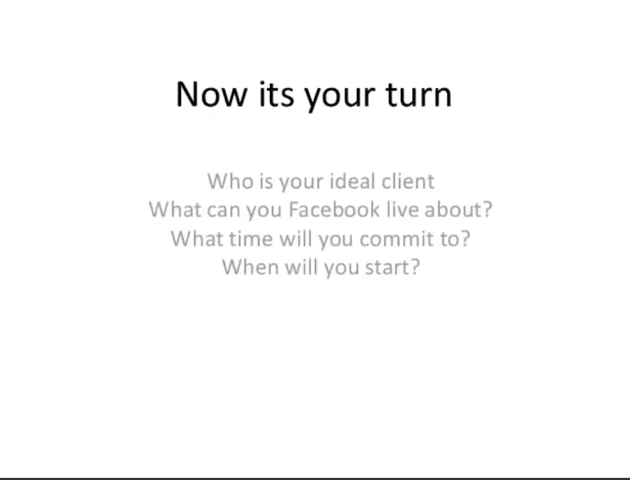 Now its your turn
Who is your ideal client
What can you Facebook live about?
What time will you commit to?
When will you start?